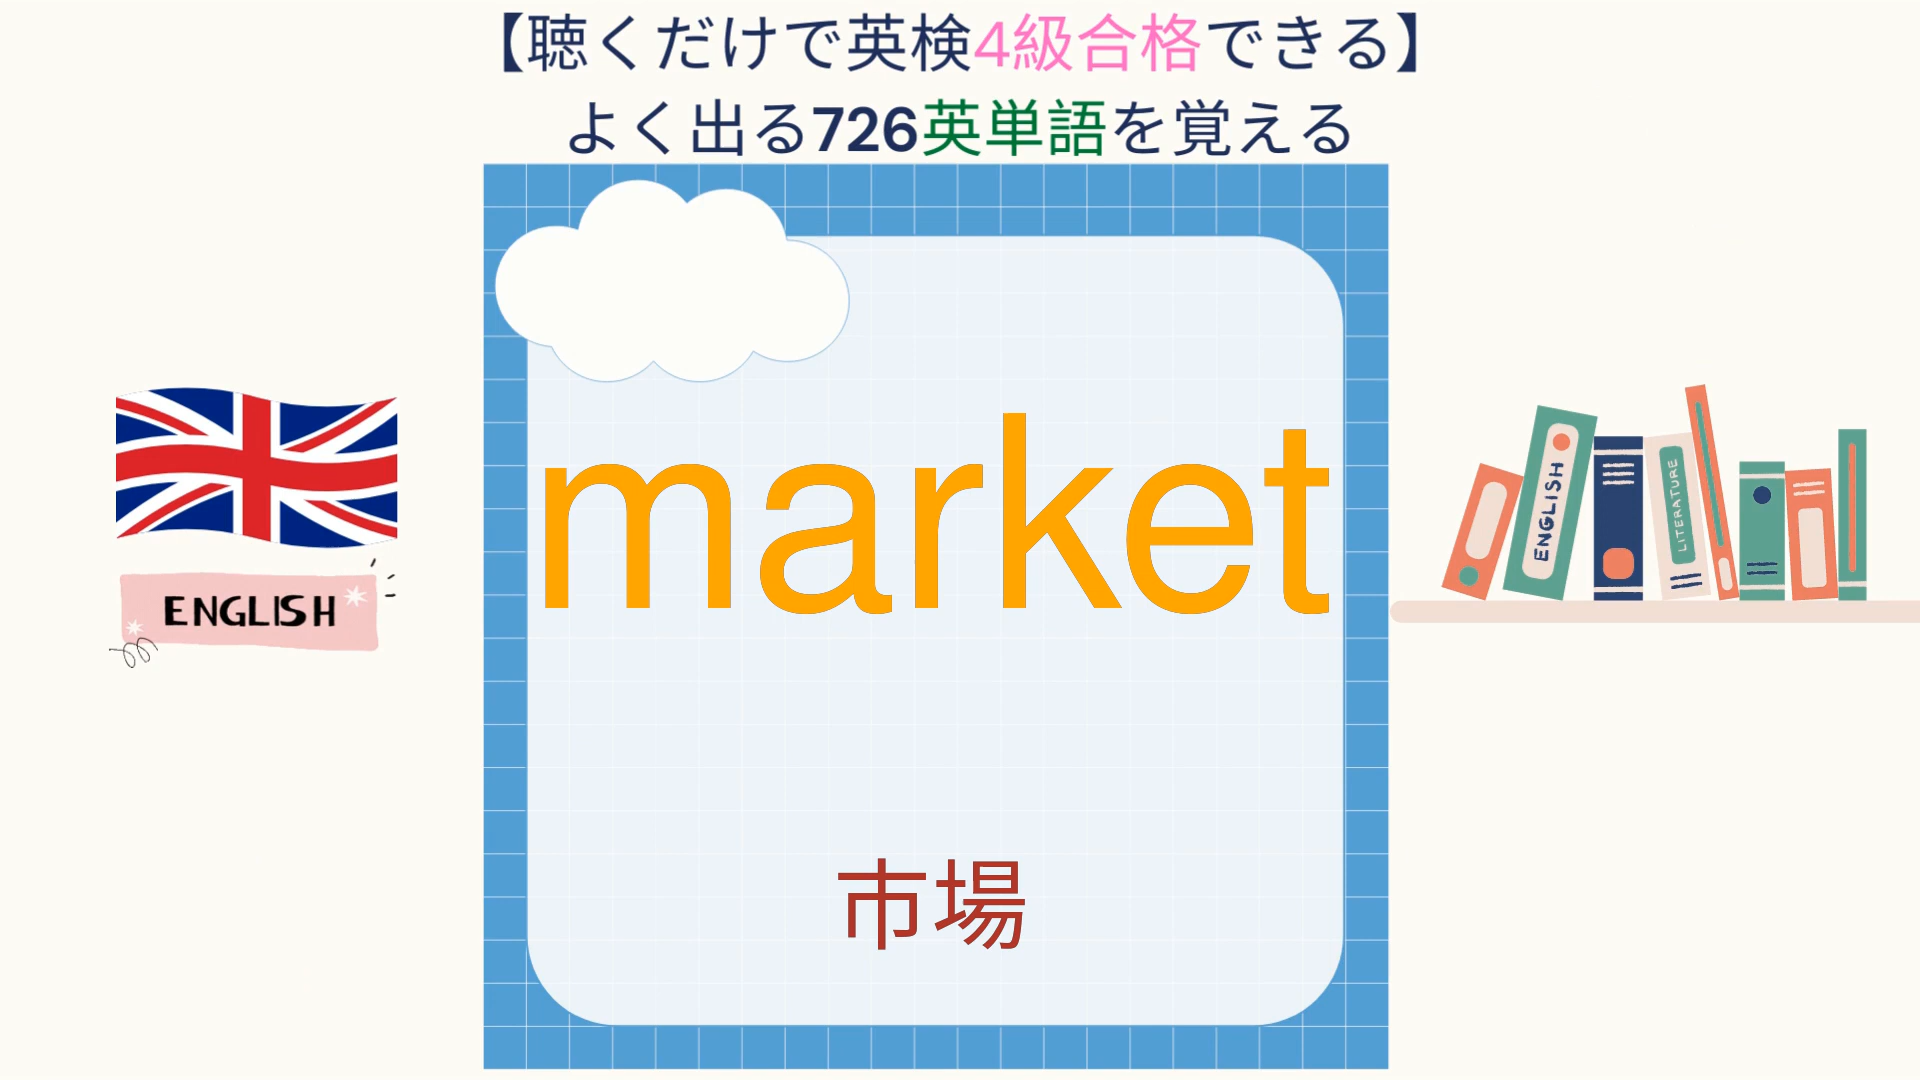 【聴くだけで英検4級合格できる】
よく出る726英単語を覚える
market
市場
ENGLISH
ENGLISH
LITERATURE